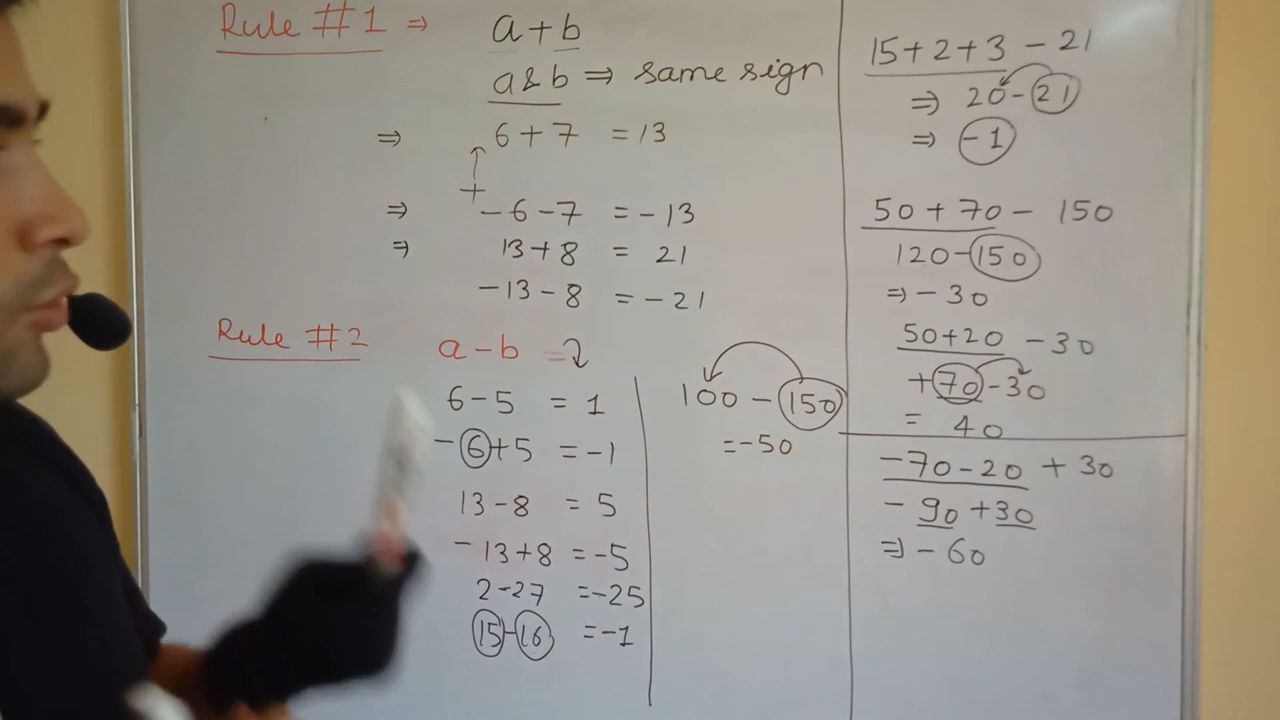 Rule #1 ⇒ a+b
a&b ⇒ same sign
⇒ 6+7 =13
+
⇒ -6-7 =-13
⇒ 13+8 = 21
-13-8 =-21
Rule #2 a-b =
6-5 = 1
-6+5 =-1
13-8 = 5
-13+8 =-5
2-27 =-25
15-16 =-1
100-150
=-50
15+2+3-21
⇒ 20-21
⇒ -1
50+70-150
120-150
⇒-30
50+20-30
+70-30
= 40
-70-20+30
-90+30
⇒-60